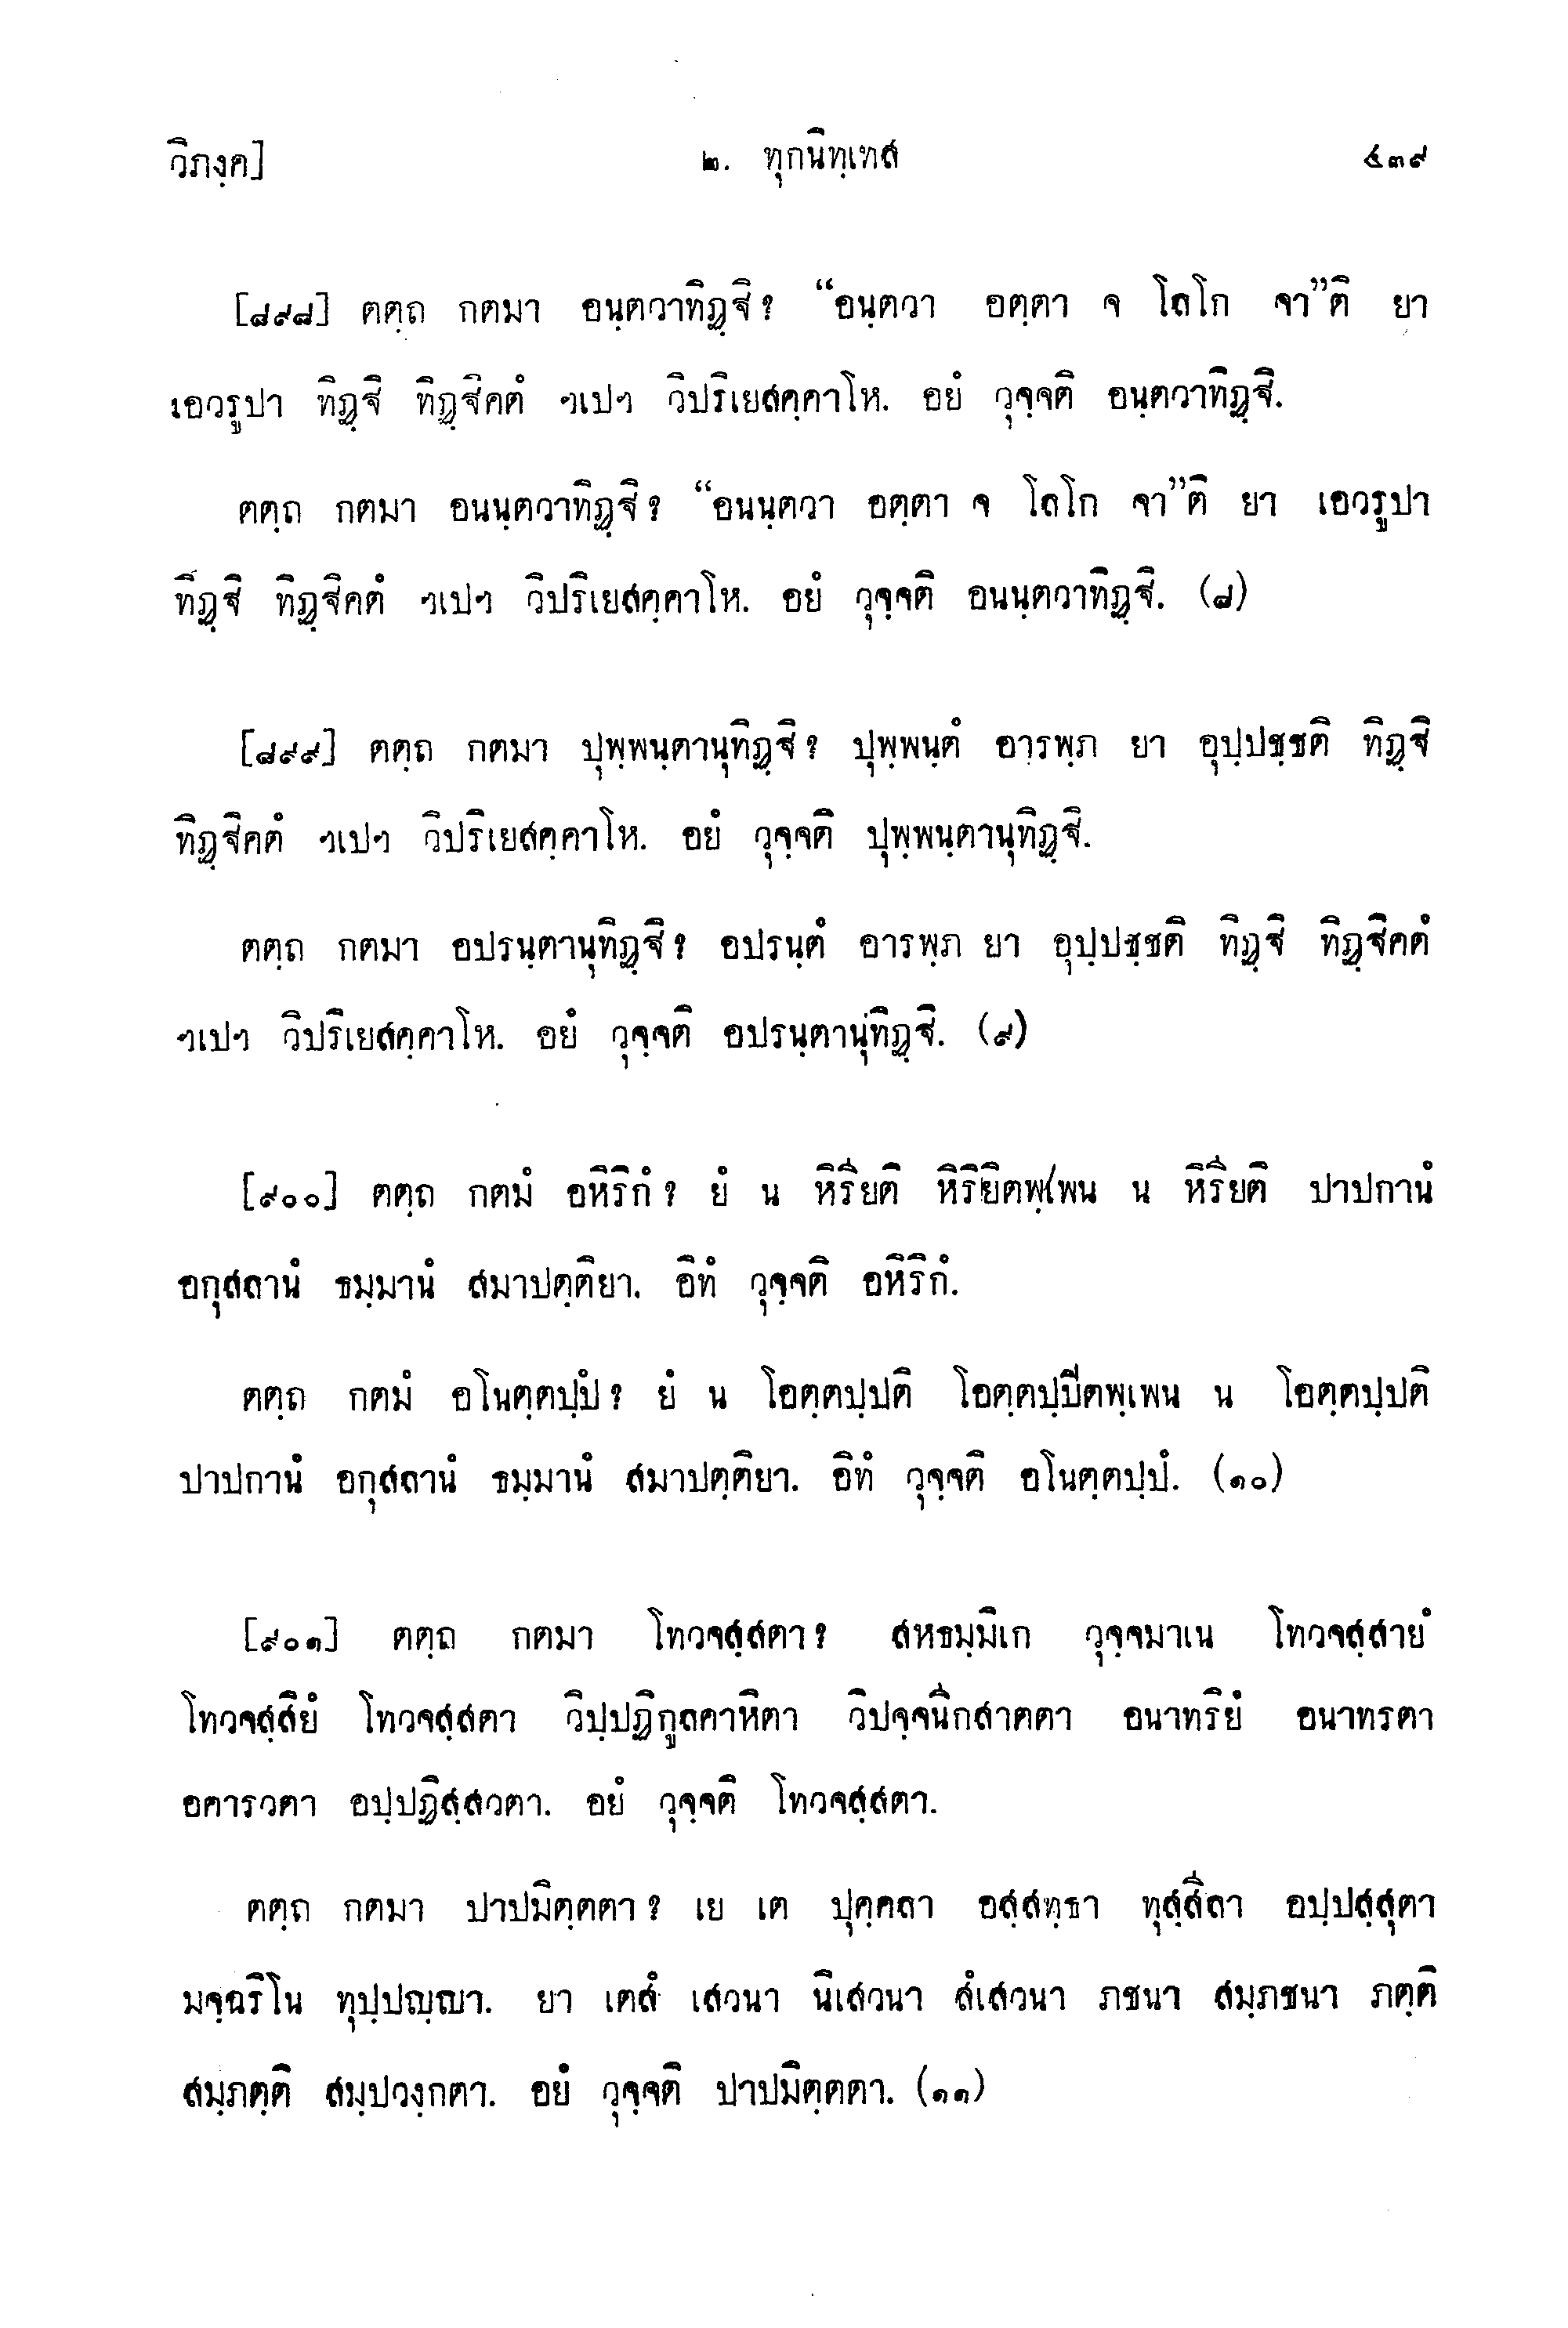 วิภงฺค] ๒. ทุกนิทฺเทส ๔๓๙
[๘๙๘] ตตฺถ กตมา อนฺตวาทิฏฺฐิ? “อนฺตวา อตฺตา จ โลโก จา”ติ ยา
เอวรูปา ทิฏฺฐิ ทิฏฺฐิคตํ ฯเปฯ วิปริเยสคฺคาโห. อยํ วุจฺจติ อนฺตวาทิฏฺฐิ.
ตตฺถ กตมา อนนฺตวาทิฏฺฐิ? “อนนฺตวา อตฺตา จ โลโก จา”ติ ยา เอวรูปา
ทิฏฺฐิ ทิฏฺฐิคตํ ฯเปฯ วิปริเยสคฺคาโห. อยํ วุจฺจติ อนนฺตวาทิฏฺฐิ. (๘)
[๘๙๙] ตตฺถ กตมา ปุพฺพนฺตานุทิฏฺฐิ? ปุพฺพนฺตํ อารพฺภ ยา อุปฺปชฺชติ ทิฏฺฐิ
ทิฏฺฐิคตํ ฯเปฯ วิปริเยสคฺคาโห. อยํ วุจฺจติ ปุพฺพนฺตานุทิฏฺฐิ.
ตตฺถ กตมา อปรนฺตานุทิฏฺฐิ? อปรนฺตํ อารพฺภ ยา อุปฺปชฺชติ ทิฏฺฐิ ทิฏฺฐิคตํ
ฯเปฯ วิปริเยสคฺคาโห. อยํ วุจฺจติ อปรนฺตานุทิฏฺฐิ. (๙)
[๙๐๐] ตตฺถ กตมํ อหิริกํ? ยํ น หิริยติ หิริยิตพฺเพน น หิริยติ ปาปกานํ
อกุสลานํ ธมฺมานํ สมาปตฺติยา. อิทํ วุจฺจติ อหิริกํ.
ตตฺถ กตมํ อโนตฺตปฺปํ? ยํ น โอตฺตปฺปติ โอตฺตปฺปิตพฺเพน น โอตฺตปฺปติ
ปาปกานํ อกุสลานํ ธมฺมานํ สมาปตฺติยา. อิทํ วุจฺจติ อโนตฺตปฺปํ. (๑๐)
[๙๐๑] ตตฺถ กตมา โทวจสฺสตา? สหธมฺมิเก วุจฺจมาเน โทวจสฺสายํ
โทวจสฺสิยํ โทวจสฺสตา วิปฺปฏิกูลคาหิตา วิปจฺจนิกสาตตา อนาทริยํ อนาทรตา
อคารวตา อปฺปฏิสฺสวตา. อยํ วุจฺจติ โทวจสฺสตา.
ตตฺถ กตมา ปาปมิตฺตตา? เย เต ปุคฺคลา อสฺสทฺธา ทุสฺสีลา อปฺปสฺสุตา
มจฺฉริโน ทุปฺปญฺญา. ยา เตสํ เสวนา นิเสวนา สํเสวนา ภชนา สมฺภชนา ภตฺติ
สมฺภตฺติ สมฺปวงฺกตา. อยํ วุจฺจติ ปาปมิตฺตตา. (๑๑)